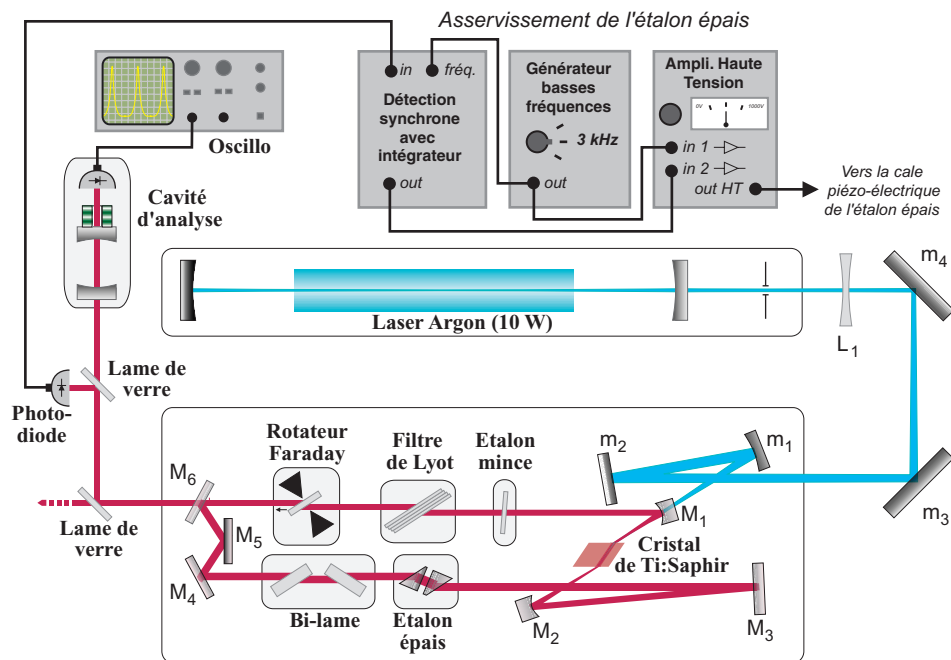 Asservissement de l'étalon épais
in
fréq.
Détection
synchrone
avec
intégrateur
out
Générateur
basses
fréquences
3 kHz
out
Ampli. Haute
Tension
0V
1000V
in 1
in 2
out HT
Vers la cale
piézo-électrique
de l'étalon épais
Oscillo
Cavité
d'analyse
Laser Argon (10 W)
L1
m4
m3
Lame de
verre
Photo-
diode
Lame de
verre
M6
Rotateur
Faraday
Filtre
de Lyot
Etalon
mince
m2
m1
M1
M5
Cristal
de Ti:Saphir
M4
Bi-lame
Etalon
épais
M2
M3